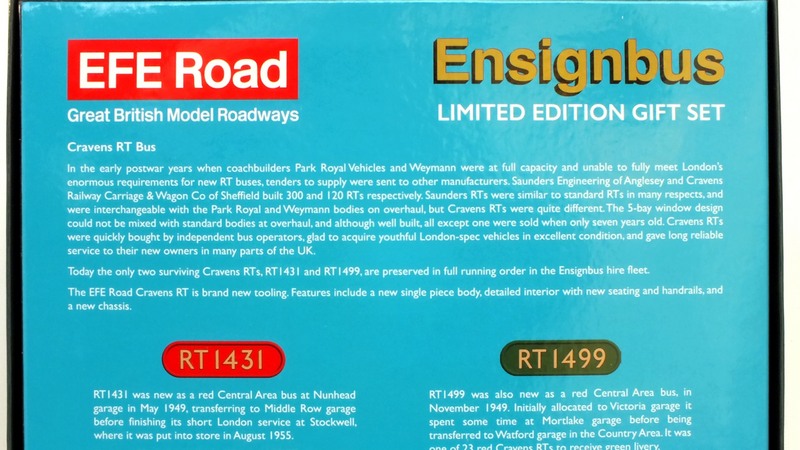 EFE Road
Great British Model Roadways
Ensignbus
LIMITED EDITION GIFT SET
Cravens RT Bus
In the early postwar years when coachbuilders Park Royal Vehicles and Weymann were at full capacity and unable to fully meet London's
enormous requirements for new RT buses, tenders to supply were sent to other manufacturers. Saunders Engineering of Anglesey and Cravens
Railway Carriage & Wagon Co of Sheffield built 300 and 120 RTs respectively. Saunders RTs were similar to standard RTs in many respects, and
were interchangeable with the Park Royal and Weymann bodies on overhaul, but Cravens RTs were quite different. The 5-bay window design
could not be mixed with standard bodies at overhaul, and although well built, all except one were sold when only seven years old. Cravens RTs
were quickly bought by independent bus operators, glad to acquire youthful London-spec vehicles in excellent condition, and gave long reliable
service to their new owners in many parts of the UK.
Today the only two surviving Cravens RTs, RT1431 and RT1499, are preserved in full running order in the Ensignbus hire fleet.
The EFE Road Cravens RT is brand new tooling. Features include a new single piece body, detailed interior with new seating and handrails, and
a new chassis.
RT1431
RT1431 was new as a red Central Area bus at Nunhead
garage in May 1949, transferring to Middle Row garage
before finishing its short London service at Stockwell,
where it was put into store in August 1955.
RT1499
RT1499 was also new as a red Central Area bus, in
November 1949. Initially allocated to Victoria garage it
spent some time at Mortlake garage before being
transferred to Watford garage in the Country Area. It was
one of 23 red Cravens RTs to receive green livery.